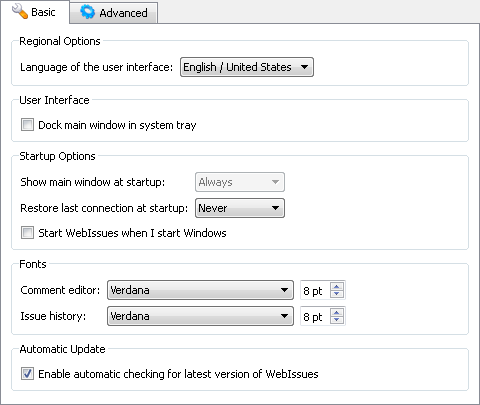 Basic
Advanced
Regional Options
Language of the user interface: English / United States
User Interface
Dock main window in system tray
Startup Options
Show main window at startup: Always
Restore last connection at startup: Never
Start WebIssues when I start Windows
Fonts
Comment editor: Verdana 8 pt
Issue history: Verdana 8 pt
Automatic Update
Enable automatic checking for latest version of WebIssues